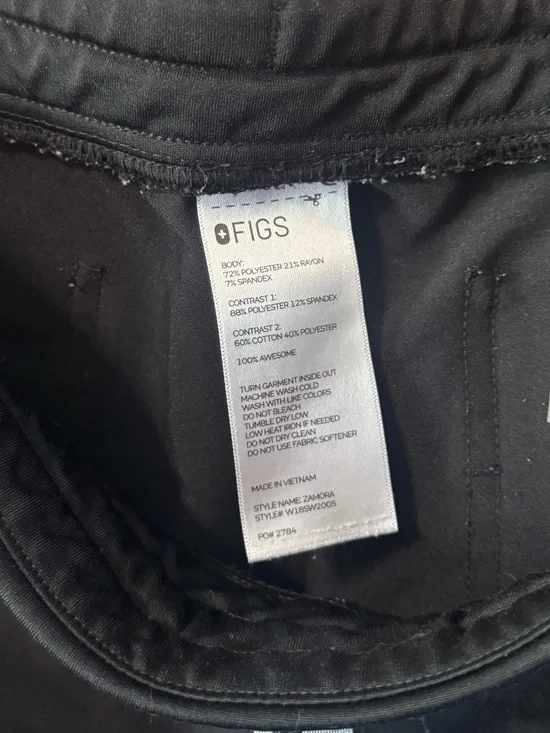 FIGS
BODY:
72% POLYESTER 21% RAYON
7% SPANDEX
CONTRAST 1:
88% POLYESTER 12% SPANDEX
CONTRAST 2:
60% COTTON 40% POLYESTER
100% AWESOME
TURN GARMENT INSIDE OUT
MACHINE WASH COLD
WASH WITH LIKE COLORS
DO NOT BLEACH
TUMBLE DRY LOW
LOW HEAT IRON IF NEEDED
DO NOT DRY CLEAN
DO NOT USE FABRIC SOFTENER
MADE IN VIETNAM
STYLE NAME: ZAMORA
STYLE# W18SW2005
PO# 2784